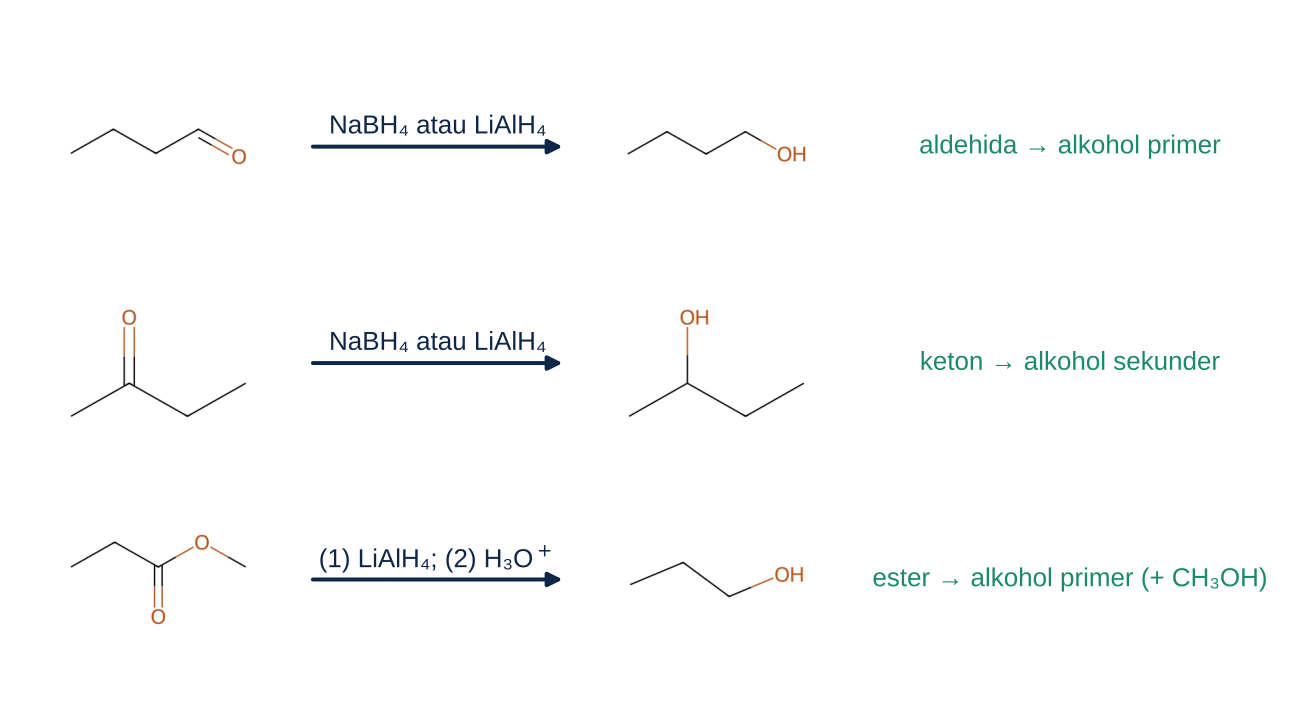 NaBH₄ atau LiAlH₄
O
OH
aldehida → alkohol primer
O
OH
NaBH₄ atau LiAlH₄
keton → alkohol sekunder
O
(1) LiAlH₄; (2) H₃O⁺
OH
ester → alkohol primer (+ CH₃OH)
O